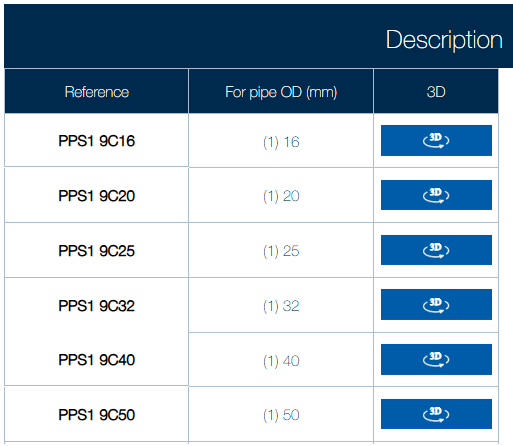 Description
Reference For pipe OD (mm) 3D
PPS1 9C16 (1) 16 3D
PPS1 9C20 (1) 20 3D
PPS1 9C25 (1) 25 3D
PPS1 9C32 (1) 32 3D
PPS1 9C40 (1) 40 3D
PPS1 9C50 (1) 50 3D